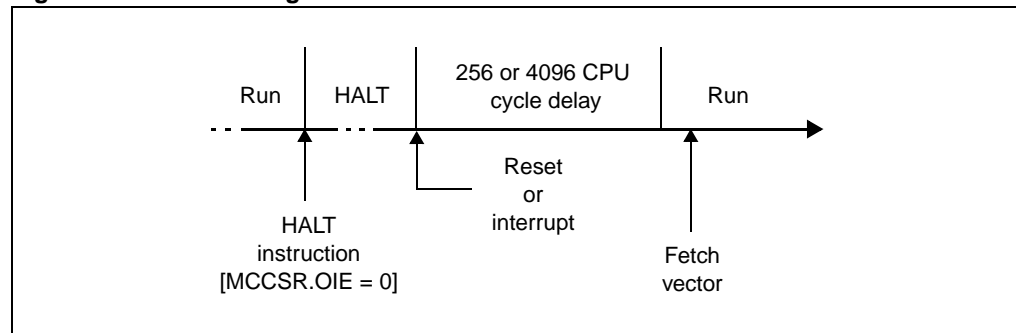 256 or 4096 CPU
Run HALT cycle delay Run
Reset
or
interrupt
HALT
instruction
[MCCSR.OIE = 0]
Fetch
vector